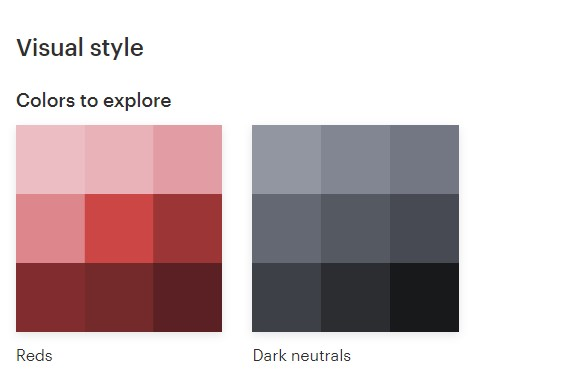 Visual style
Colors to explore
Reds
Dark neutrals